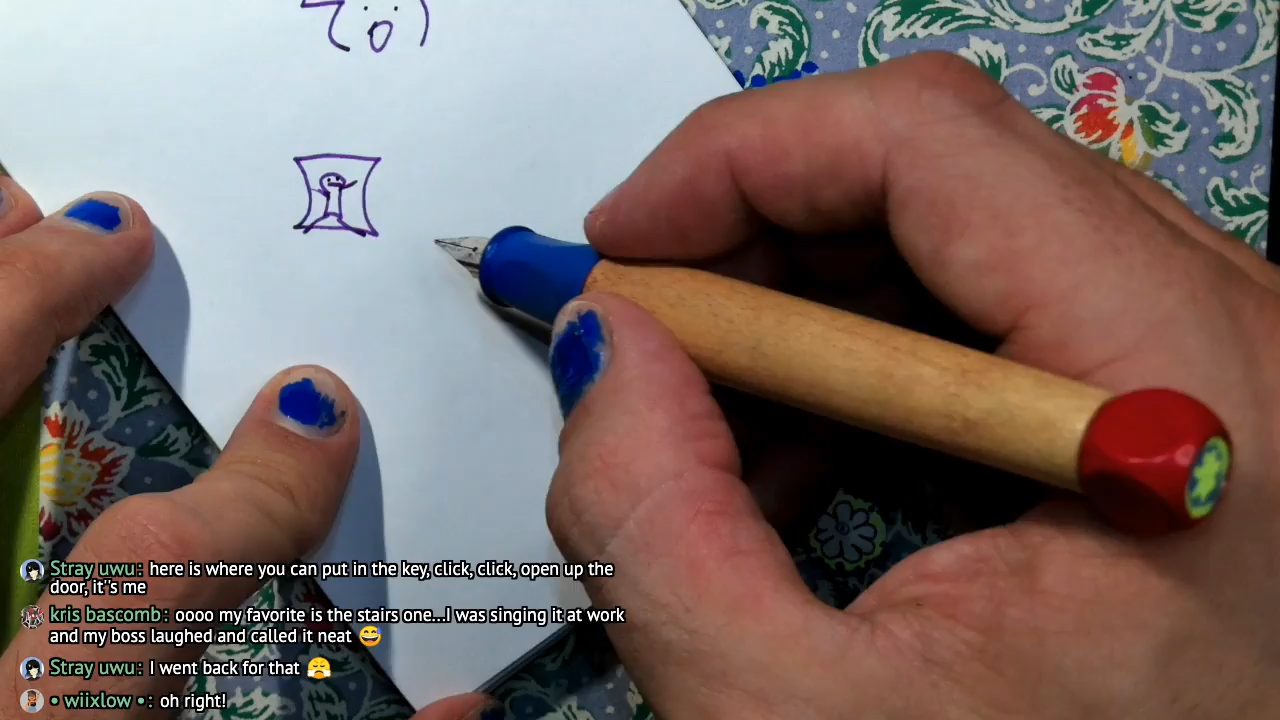 Stray uwu: here is where you can put in the key, click, click, open up the
door, it"s me
kris bascomb: oooo my favorite is the stairs one...I was singing it at work
and my boss laughed and called it neat 😅
Stray uwu: I went back for that 😤
• wiixlow •: oh right!